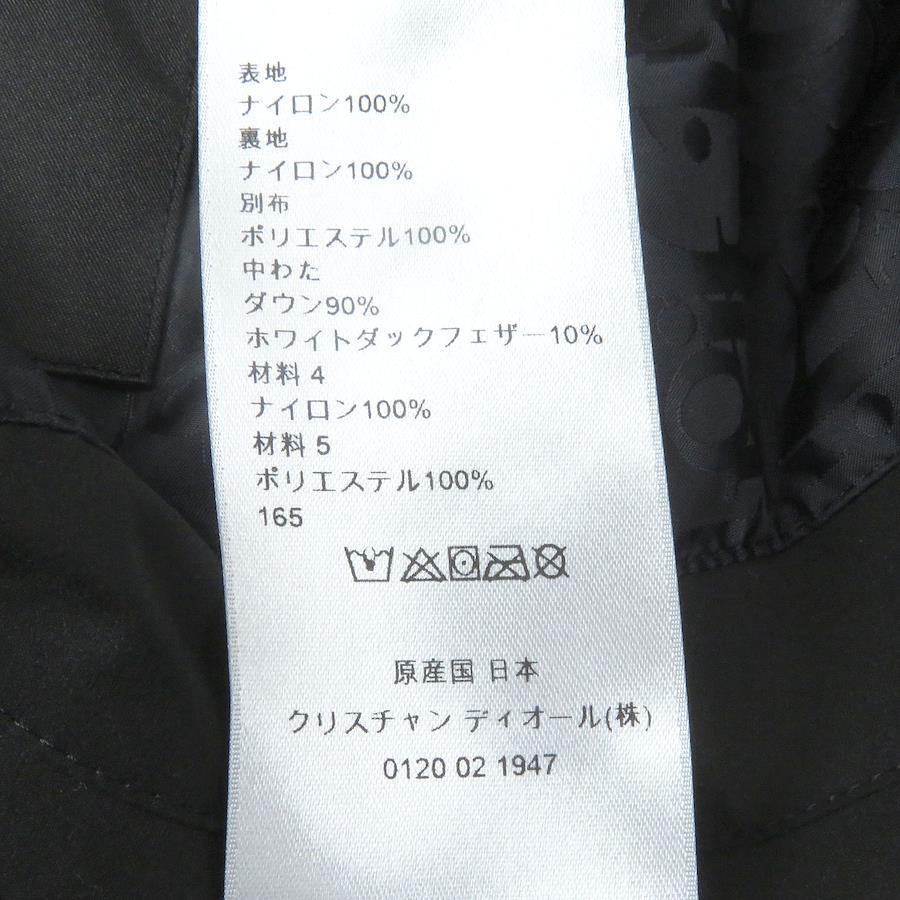 表地
ナイロン100%
裏地
ナイロン100%
別布
ポリエステル100%
中わた
ダウン90%
ホワイトダックフェザー10%
材料 4
ナイロン100%
材料 5
ポリエステル100%
165
原産国 日本
クリスチャン ディオール(株)
0120 02 1947